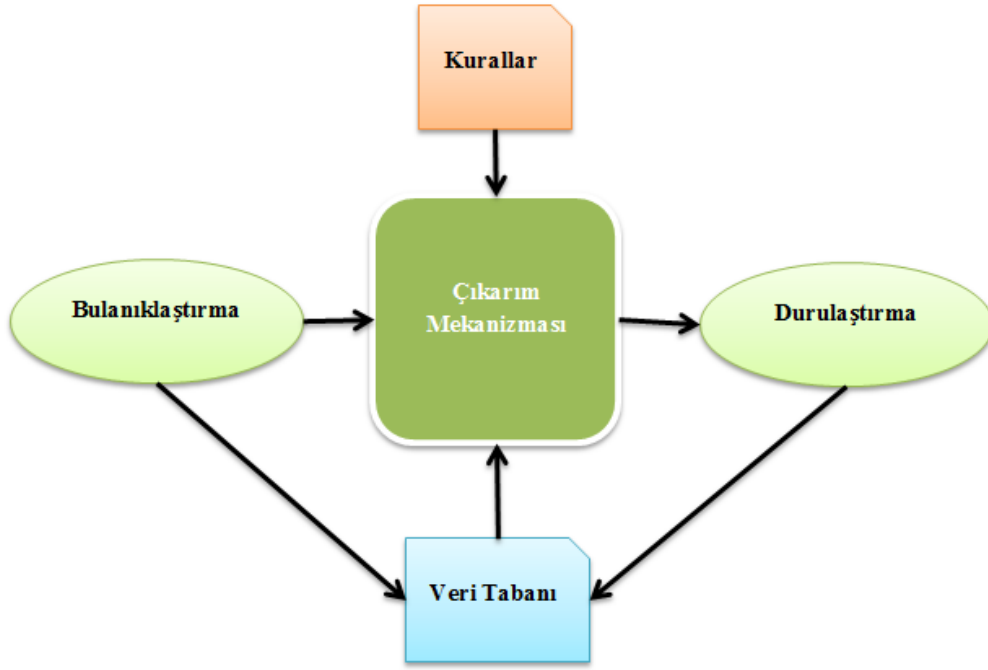 Kurallar
Bulanıklaştırma
Çıkarım
Mekanizması
Durulaştırma
Veri Tabanı